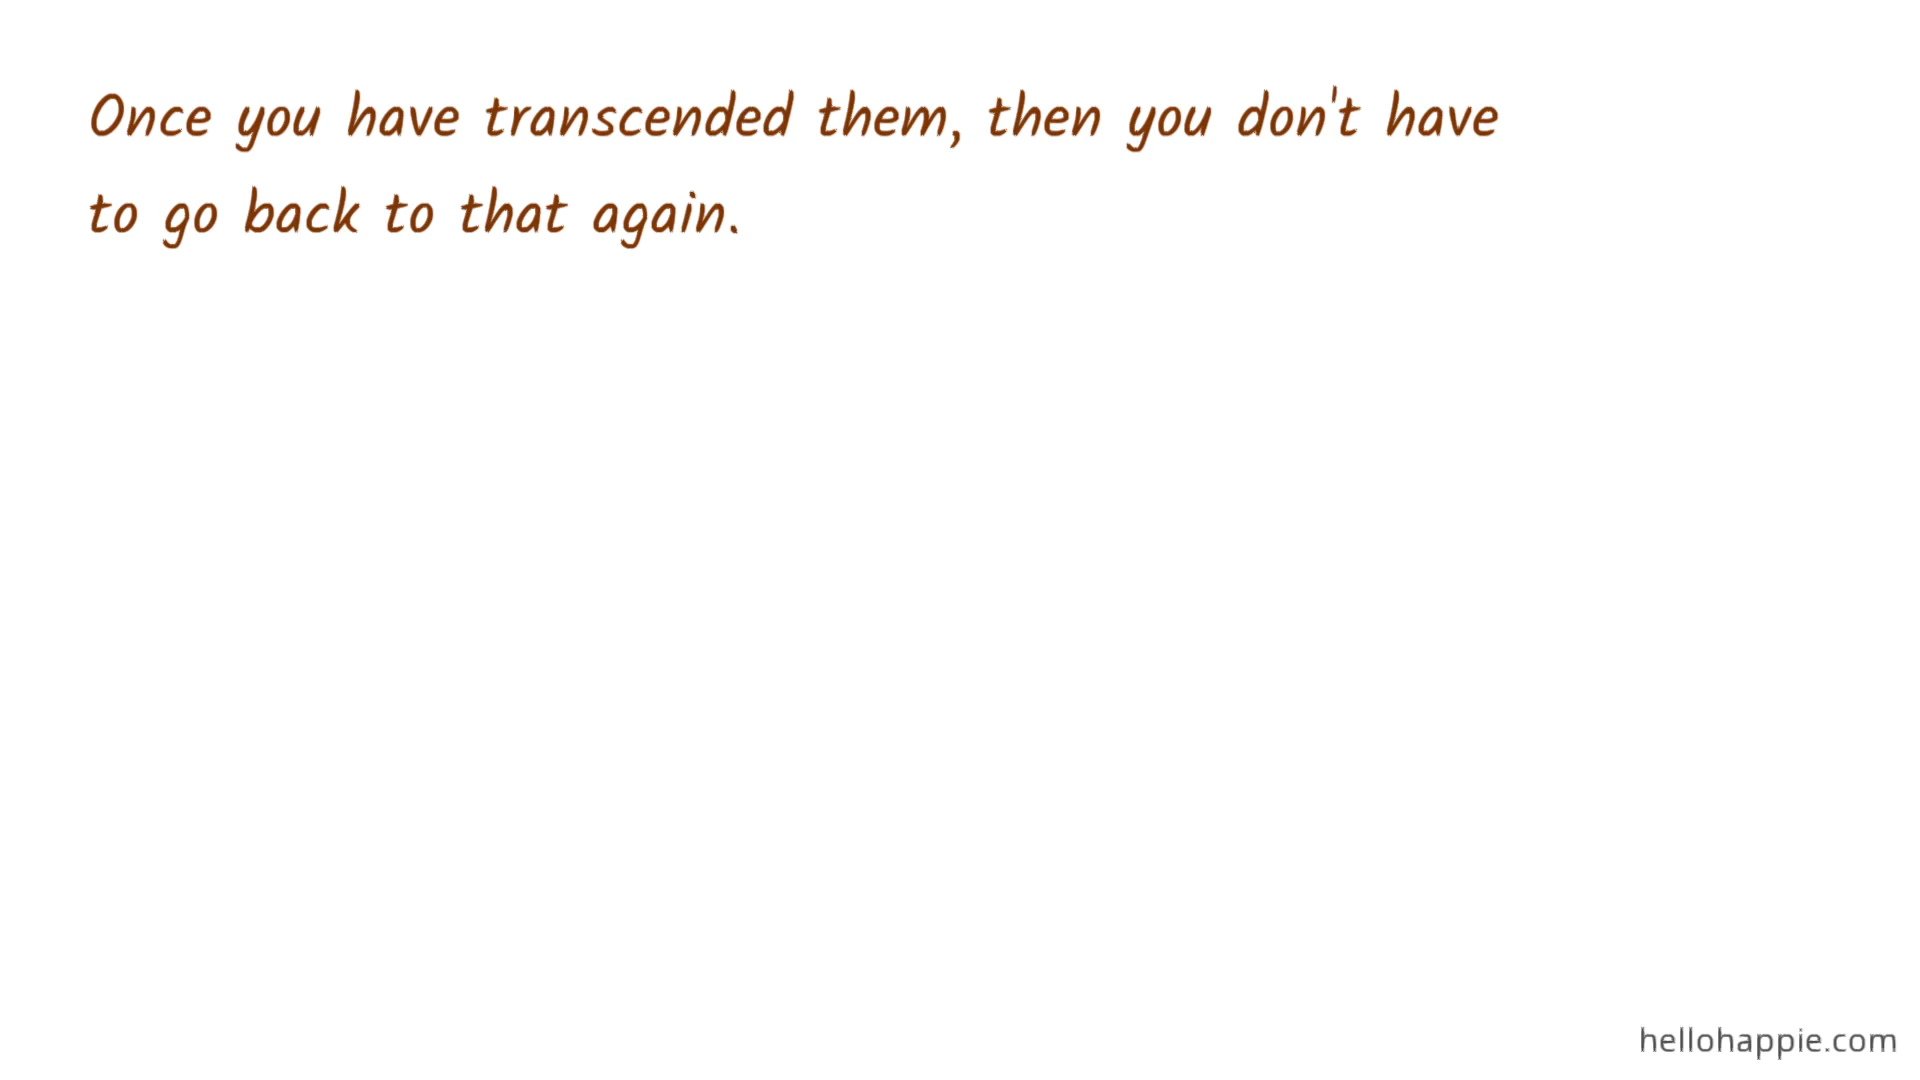 Once you have transcended them, then you don't have
to go back to that again.
hellohappie.com